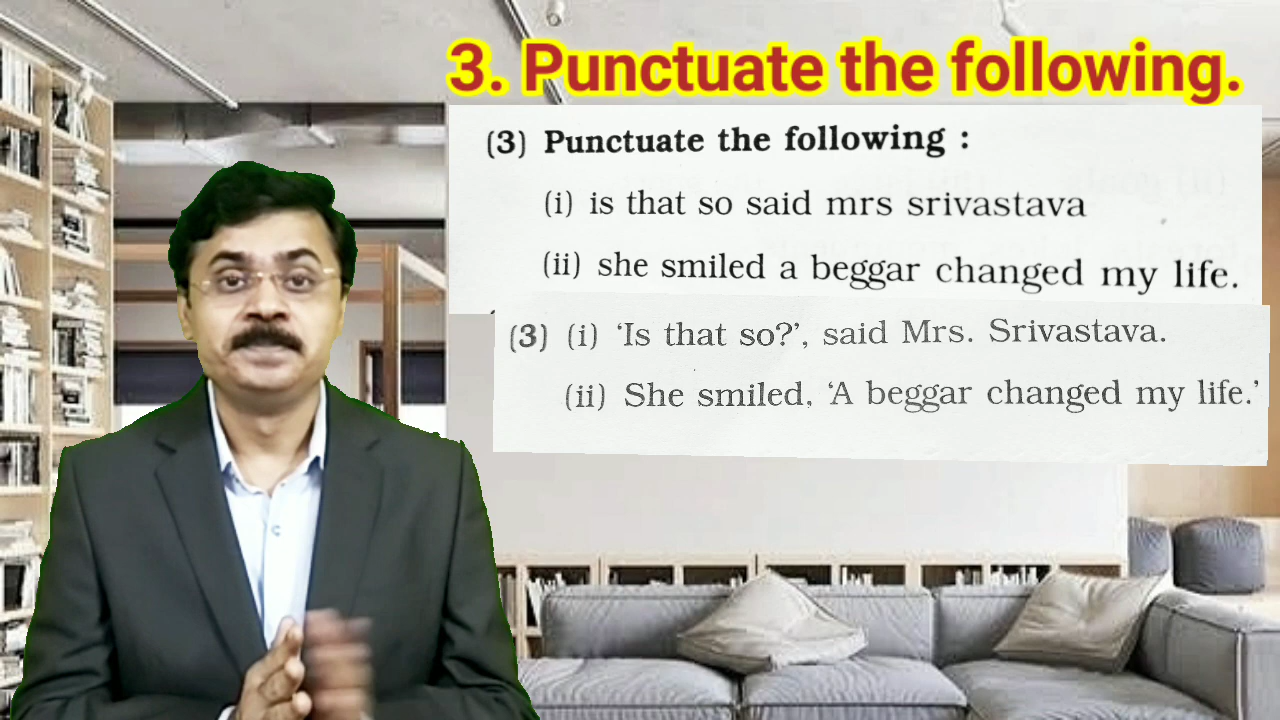 3. Punctuate the following.
(3) Punctuate the following :
(i) is that so said mrs srivastava
(ii) she smiled a beggar changed my life.
(3) (i) ‘Is that so?’, said Mrs. Srivastava.
(ii) She smiled, ‘A beggar changed my life.’